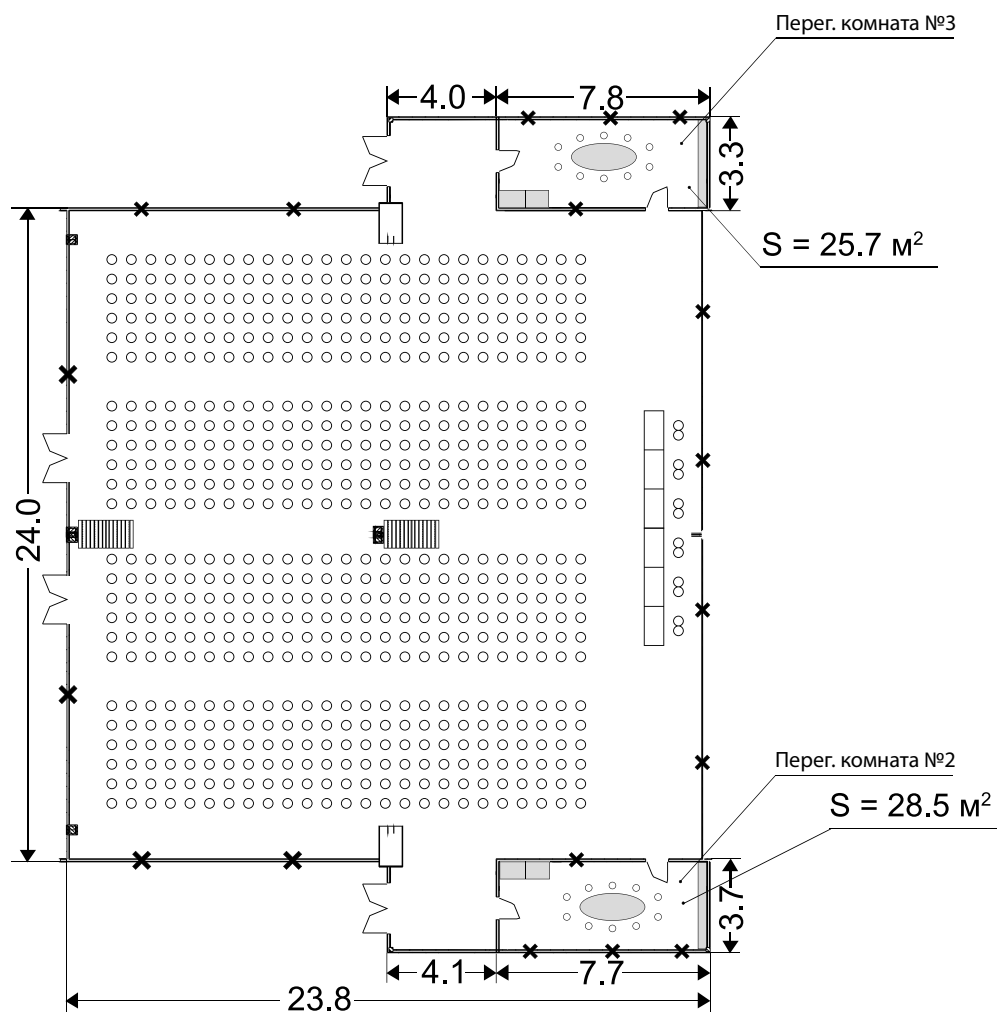 Перег. комната №3
4.0
7.8
3.3
S = 25.7 м²
24.0
Перег. комната №2
S = 28.5 м²
3.7
4.1
7.7
23.8